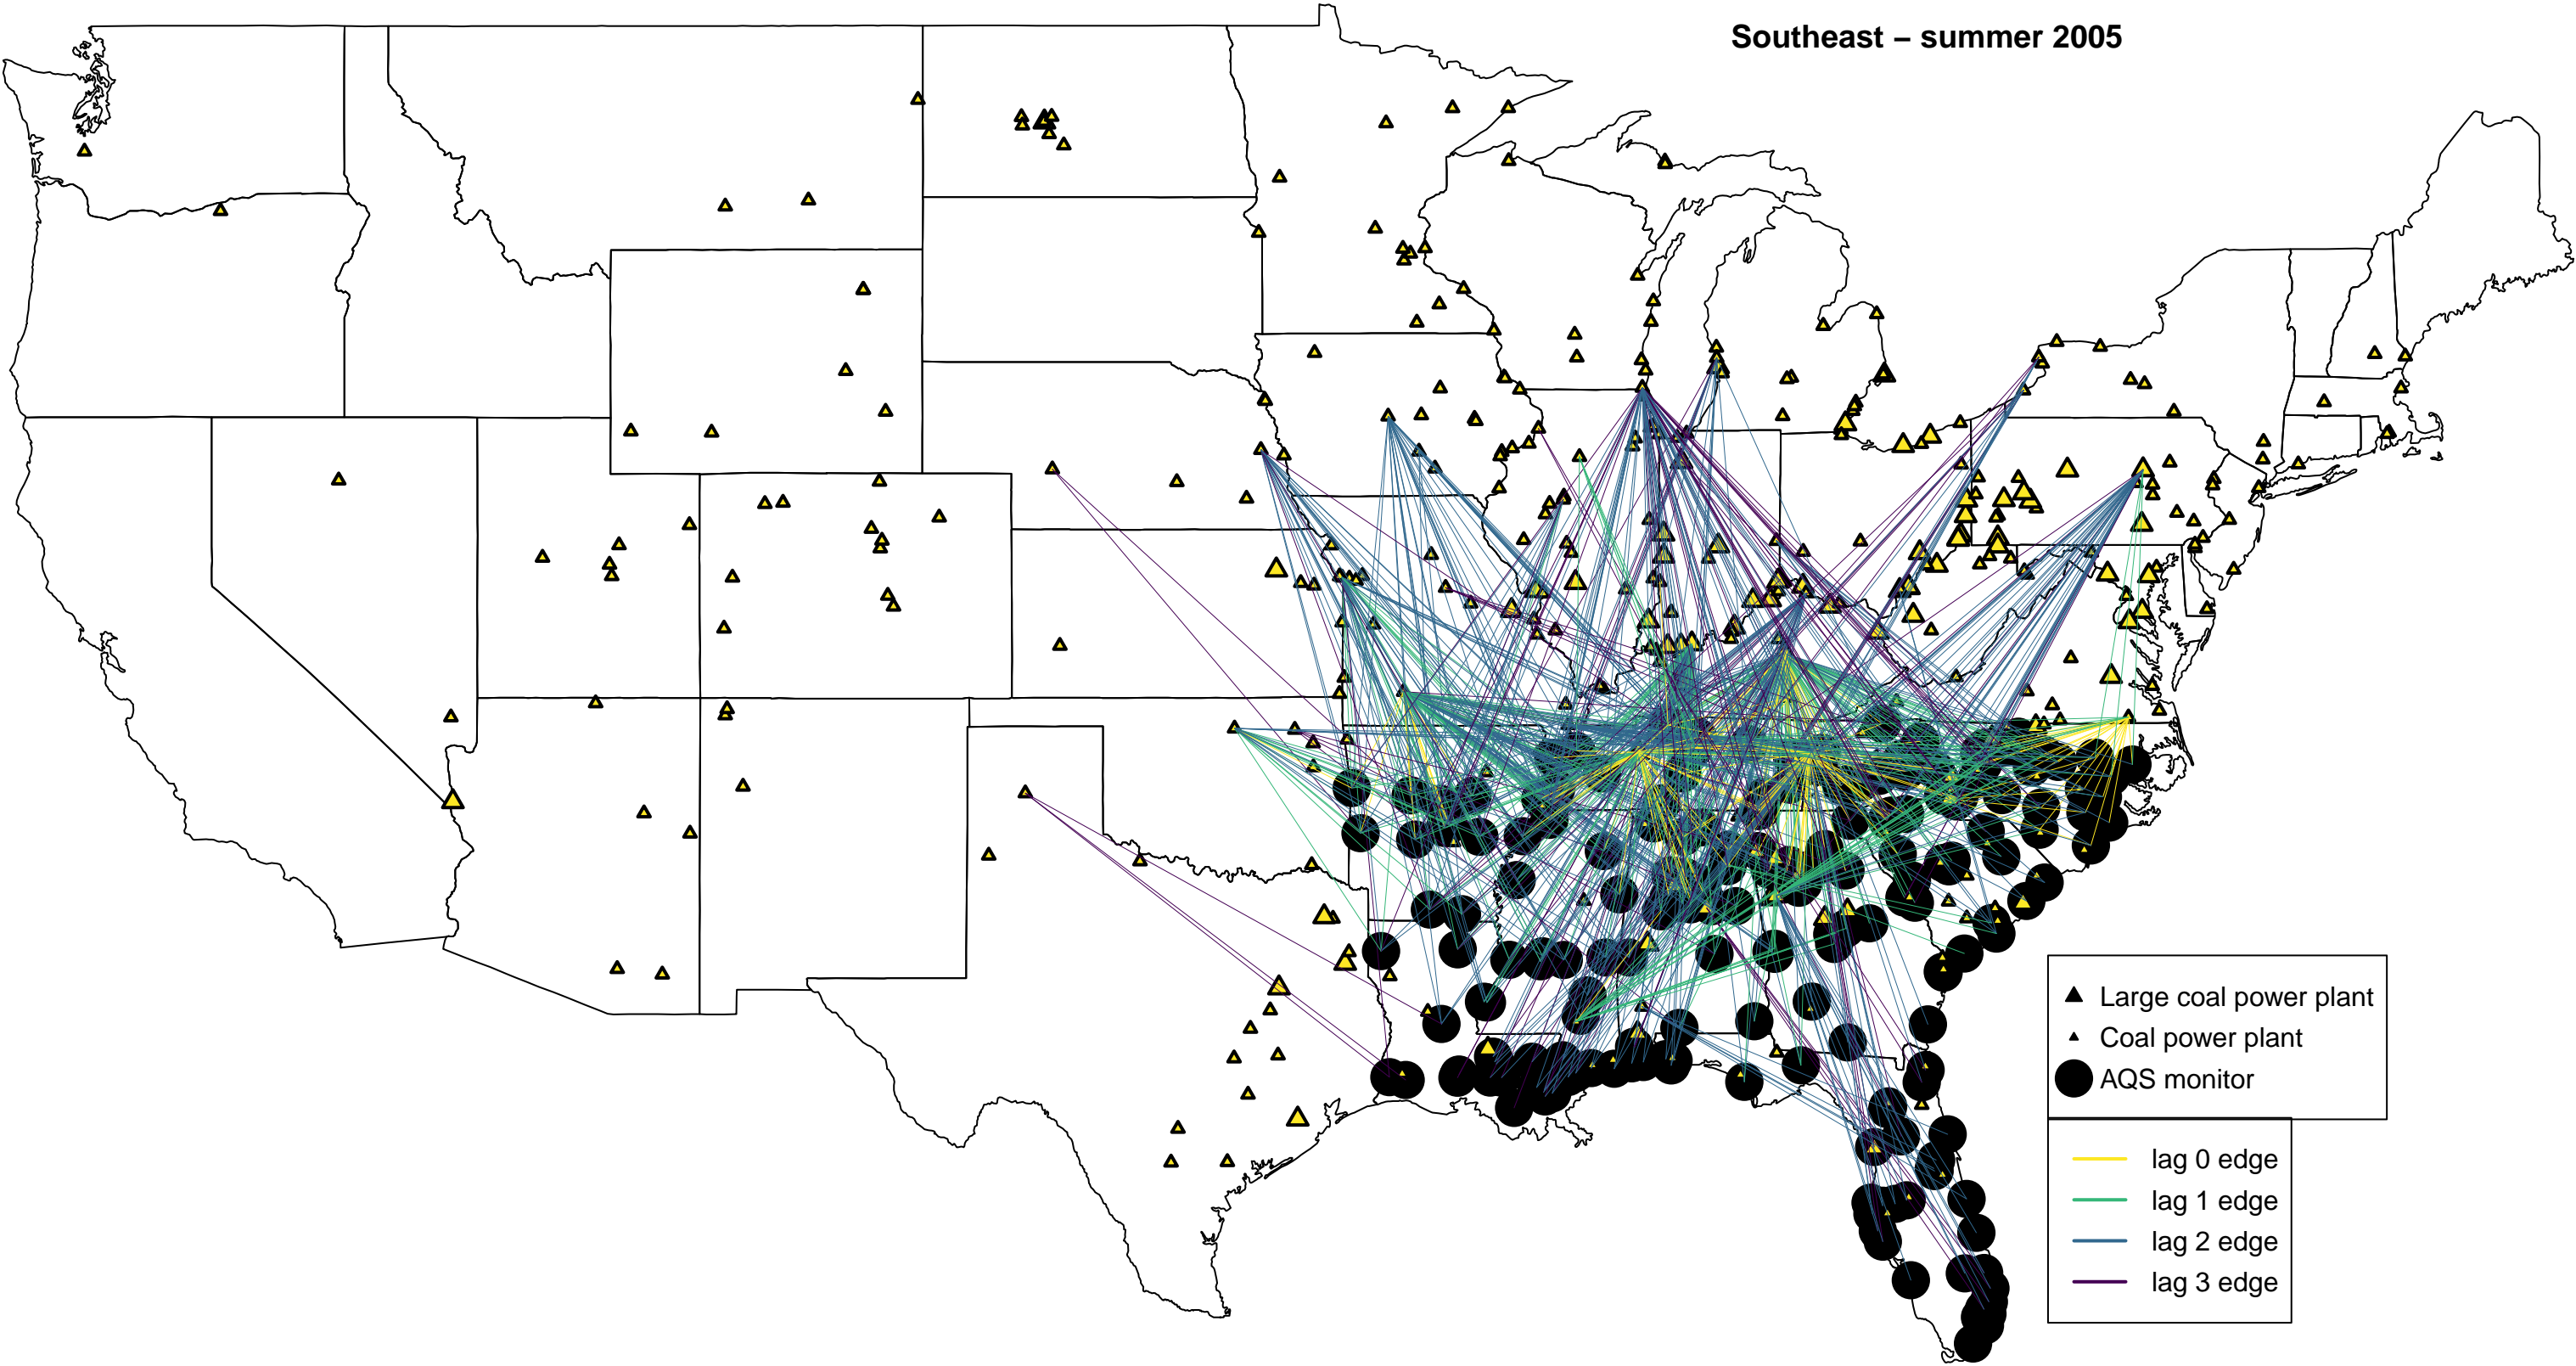 Southeast – summer 2005
Large coal power plant
Coal power plant
AQS monitor
lag 0 edge
lag 1 edge
lag 2 edge
lag 3 edge